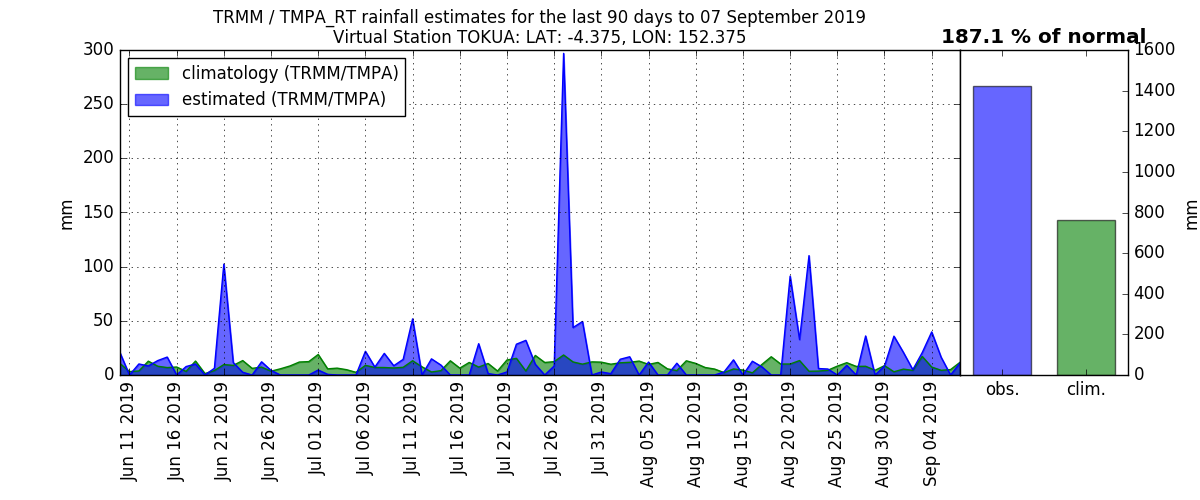 TRMM / TMPA_RT rainfall estimates for the last 90 days to 07 September 2019
Virtual Station TOKUA: LAT: -4.375, LON: 152.375
187.1 % of normal
climatology (TRMM/TMPA)
estimated (TRMM/TMPA)
mm
300
250
200
150
100
50
0
Jun 11 2019
Jun 16 2019
Jun 21 2019
Jun 26 2019
Jul 01 2019
Jul 06 2019
Jul 11 2019
Jul 16 2019
Jul 21 2019
Jul 26 2019
Jul 31 2019
Aug 05 2019
Aug 10 2019
Aug 15 2019
Aug 20 2019
Aug 25 2019
Aug 30 2019
Sep 04 2019
obs.
clim.
1600
1400
1200
1000
800
600
400
200
0
mm